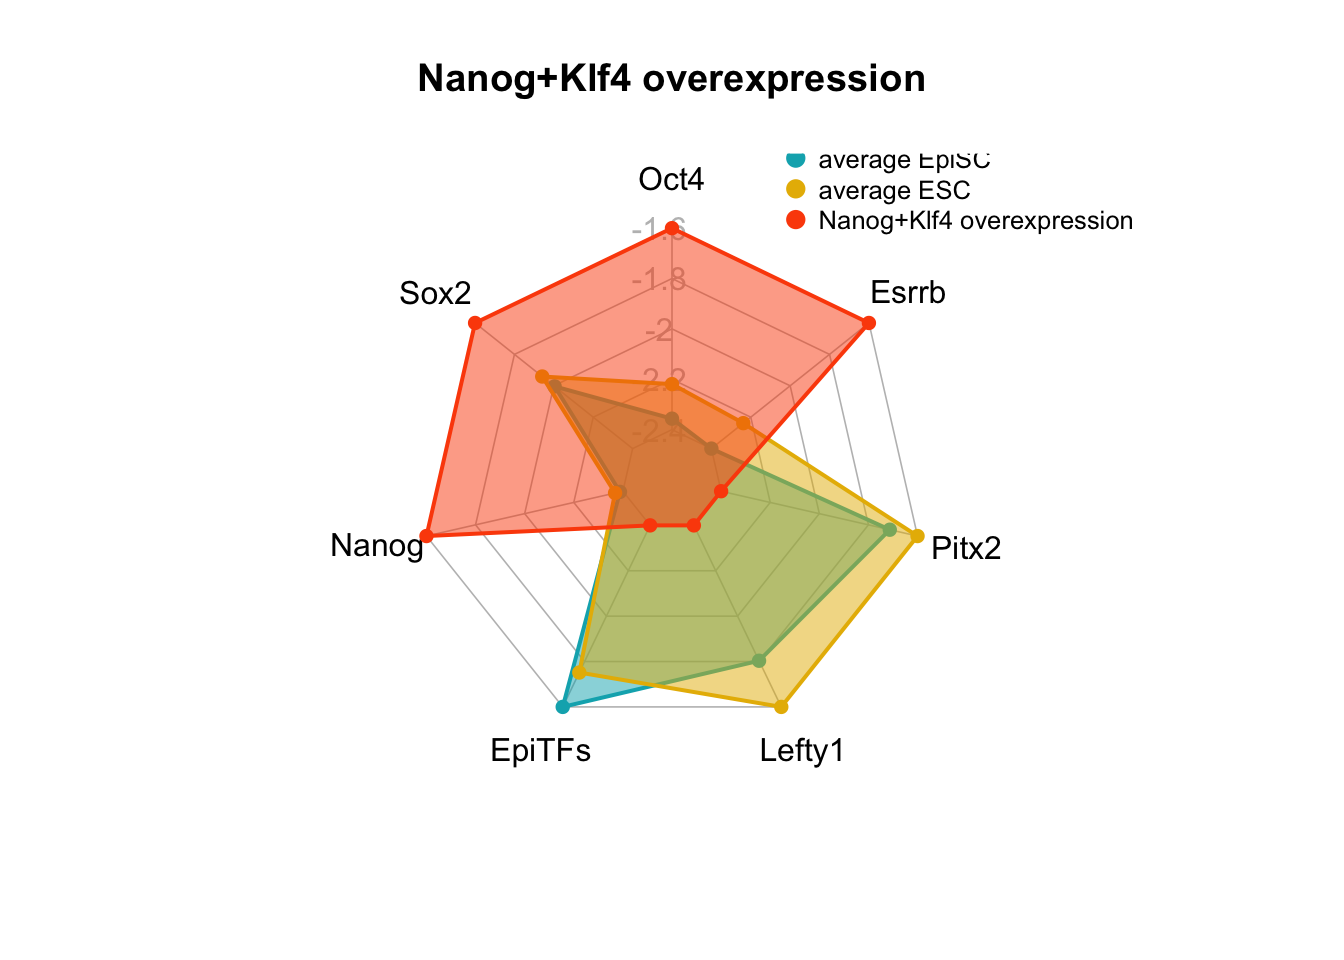 Nanog+Klf4 overexpression
average EpiSC
Oct4
average ESC
Nanog+Klf4 overexpression
-1.6
-1.8
Sox2
Esrrb
-2
-2.2
-2.4
Nanog
Pitx2
EpiTFs
Lefty1